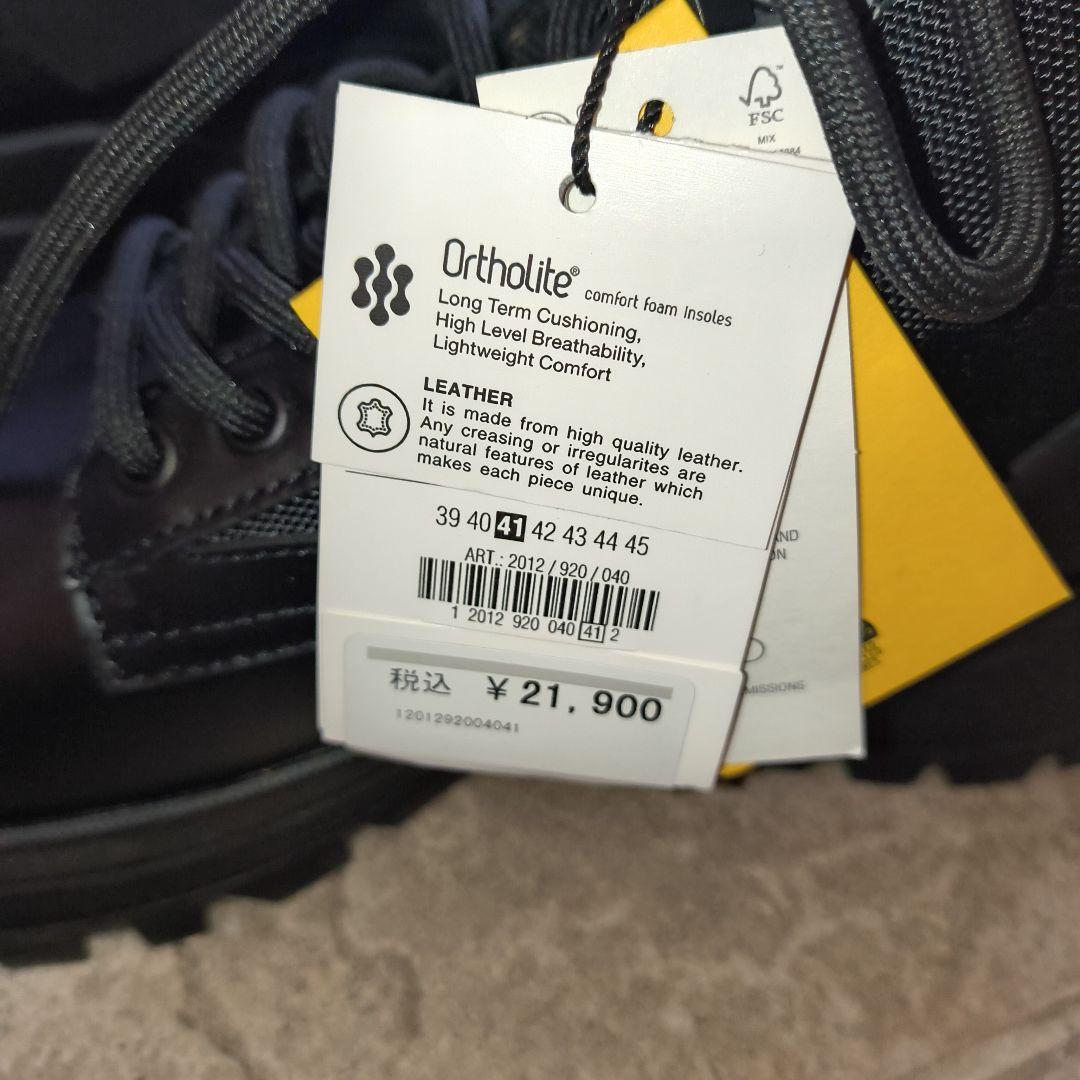 FSC
MIX
Ortholite® comfort foam insoles
Long Term Cushioning,
High Level Breathability,
Lightweight Comfort
LEATHER
It is made from high quality leather.
Any creasing or irregularites are
natural features of leather which
makes each piece unique.
39 40 41 42 43 44 45
ART.: 2012/920/040
1 2012 920 040 41 2
税込 ¥21,900
1201292004041